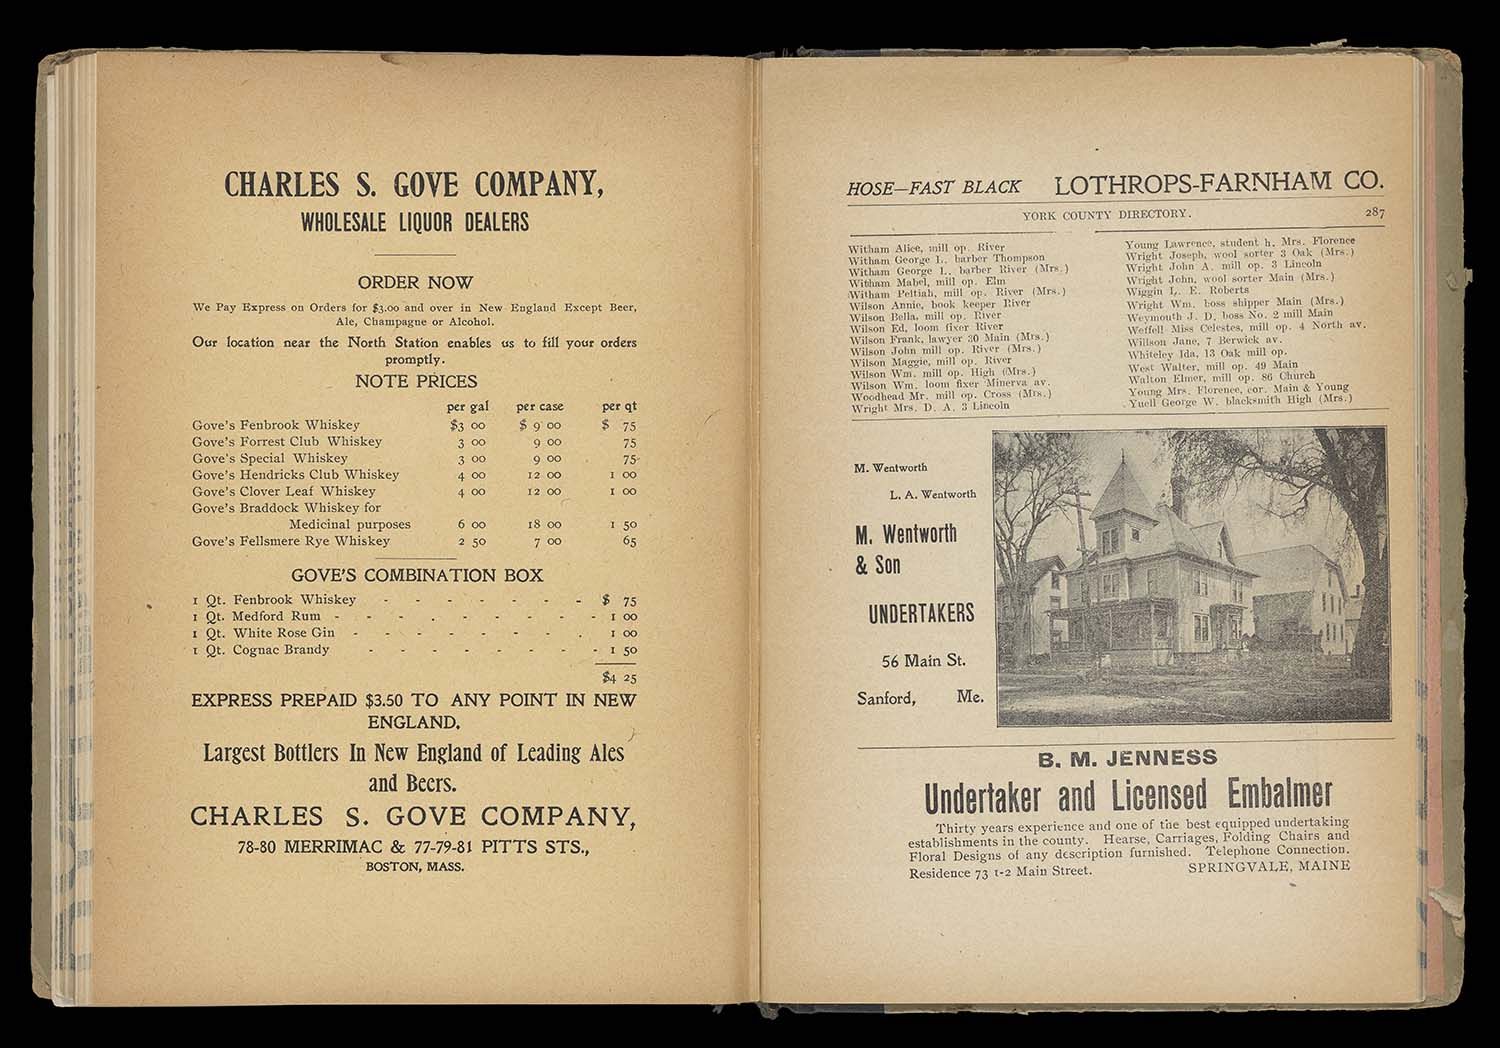 CHARLES S. GOVE COMPANY,
WHOLESALE LIQUOR DEALERS
ORDER NOW
We Pay Express on Orders for $3.00 and over in New England Except Beer,
Ale, Champagne or Alcohol.
Our location near the North Station enables us to fill your orders
promptly.
NOTE PRICES
per gal per case per qt
Gove's Fenbrook Whiskey $3 00 $ 9 00 $ 75
Gove's Forrest Club Whiskey 3 00 9 00 75
Gove's Special Whiskey 3 00 9 00 75
Gove's Hendricks Club Whiskey 4 00 12 00 1 00
Gove's Clover Leaf Whiskey 4 00 12 00 1 00
Gove's Braddock Whiskey for
Medicinal purposes 6 00 18 00 1 50
Gove's Fellsmere Rye Whiskey 2 50 7 00 65
GOVE'S COMBINATION BOX
1 Qt. Fenbrook Whiskey - - - - - - - $ 75
1 Qt. Medford Rum - - - . - - - - - 1 00
1 Qt. White Rose Gin - - - - - - - . 1 00
1 Qt. Cognac Brandy - - - - - - - - 1 50
$4 25
EXPRESS PREPAID $3.50 TO ANY POINT IN NEW
ENGLAND.
Largest Bottlers In New England of Leading Ales
and Beers.
CHARLES S. GOVE COMPANY,
78-80 MERRIMAC & 77-79-81 PITTS STS.,
BOSTON, MASS.
HOSE—FAST BLACK LOTHROPS-FARNHAM CO.
YORK COUNTY DIRECTORY. 287
Witham Alice, mill op. River
Witham George L. barber Thompson
Witham George L. barber River (Mrs.)
Witham Mabel, mill op. Elm
Witham Peltiah, mill op. River (Mrs.)
Wilson Annie, book keeper River
Wilson Bella, mill op. River
Wilson Ed, loom fixer River
Wilson Frank, lawyer 30 Main (Mrs.)
Wilson John mill op. River (Mrs.)
Wilson Maggie, mill op. River
Wilson Wm. mill op. High (Mrs.)
Wilson Wm. loom fixer Minerva av.
Woodhead Mr. mill op. Cross (Mrs.)
Wright Mrs. D. A. 3 Lincoln
Young Lawrence, student h. Mrs. Florence
Wright Joseph, wool sorter 3 Oak (Mrs.)
Wright John A. mill op. 3 Lincoln
Wright John, wool sorter Main (Mrs.)
Wiggin L. E. Roberts
Wright Wm. boss shipper Main (Mrs.)
Weymouth J. D. boss No. 2 mill Main
Weffell Miss Celestes, mill op. 4 North av.
Willson Jane, 7 Berwick av.
Whiteley Ida, 13 Oak mill op.
West Walter, mill op. 49 Main
Walton Elmer, mill op. 86 Church
Young Mrs. Florence, cor. Main & Young
Yuell George W. blacksmith High (Mrs.)
M. Wentworth
L. A. Wentworth
M. Wentworth
& Son
UNDERTAKERS
56 Main St.
Sanford, Me.
B. M. JENNESS
Undertaker and Licensed Embalmer
Thirty years experience and one of the best equipped undertaking
establishments in the county. Hearse, Carriages, Folding Chairs and
Floral Designs of any description furnished. Telephone Connection.
Residence 73 1-2 Main Street. SPRINGVALE, MAINE